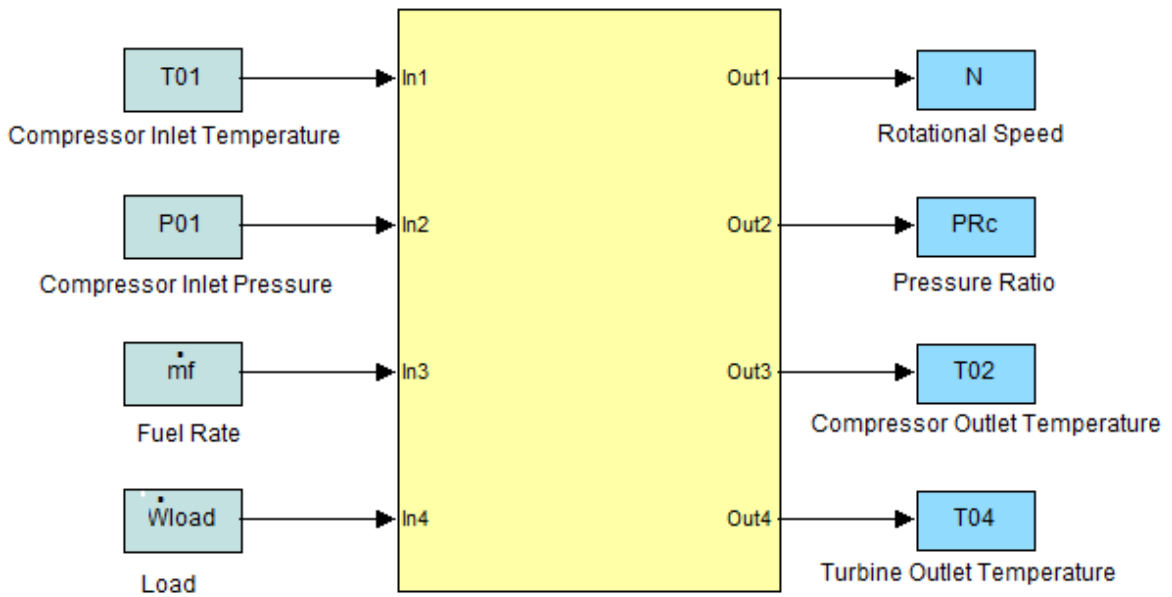 T01
In1
Out1
N
Compressor Inlet Temperature
Rotational Speed
P01
In2
Out2
PRc
Compressor Inlet Pressure
Pressure Ratio
ṁf
In3
Out3
T02
Fuel Rate
Compressor Outlet Temperature
Ẇload
In4
Out4
T04
Load
Turbine Outlet Temperature